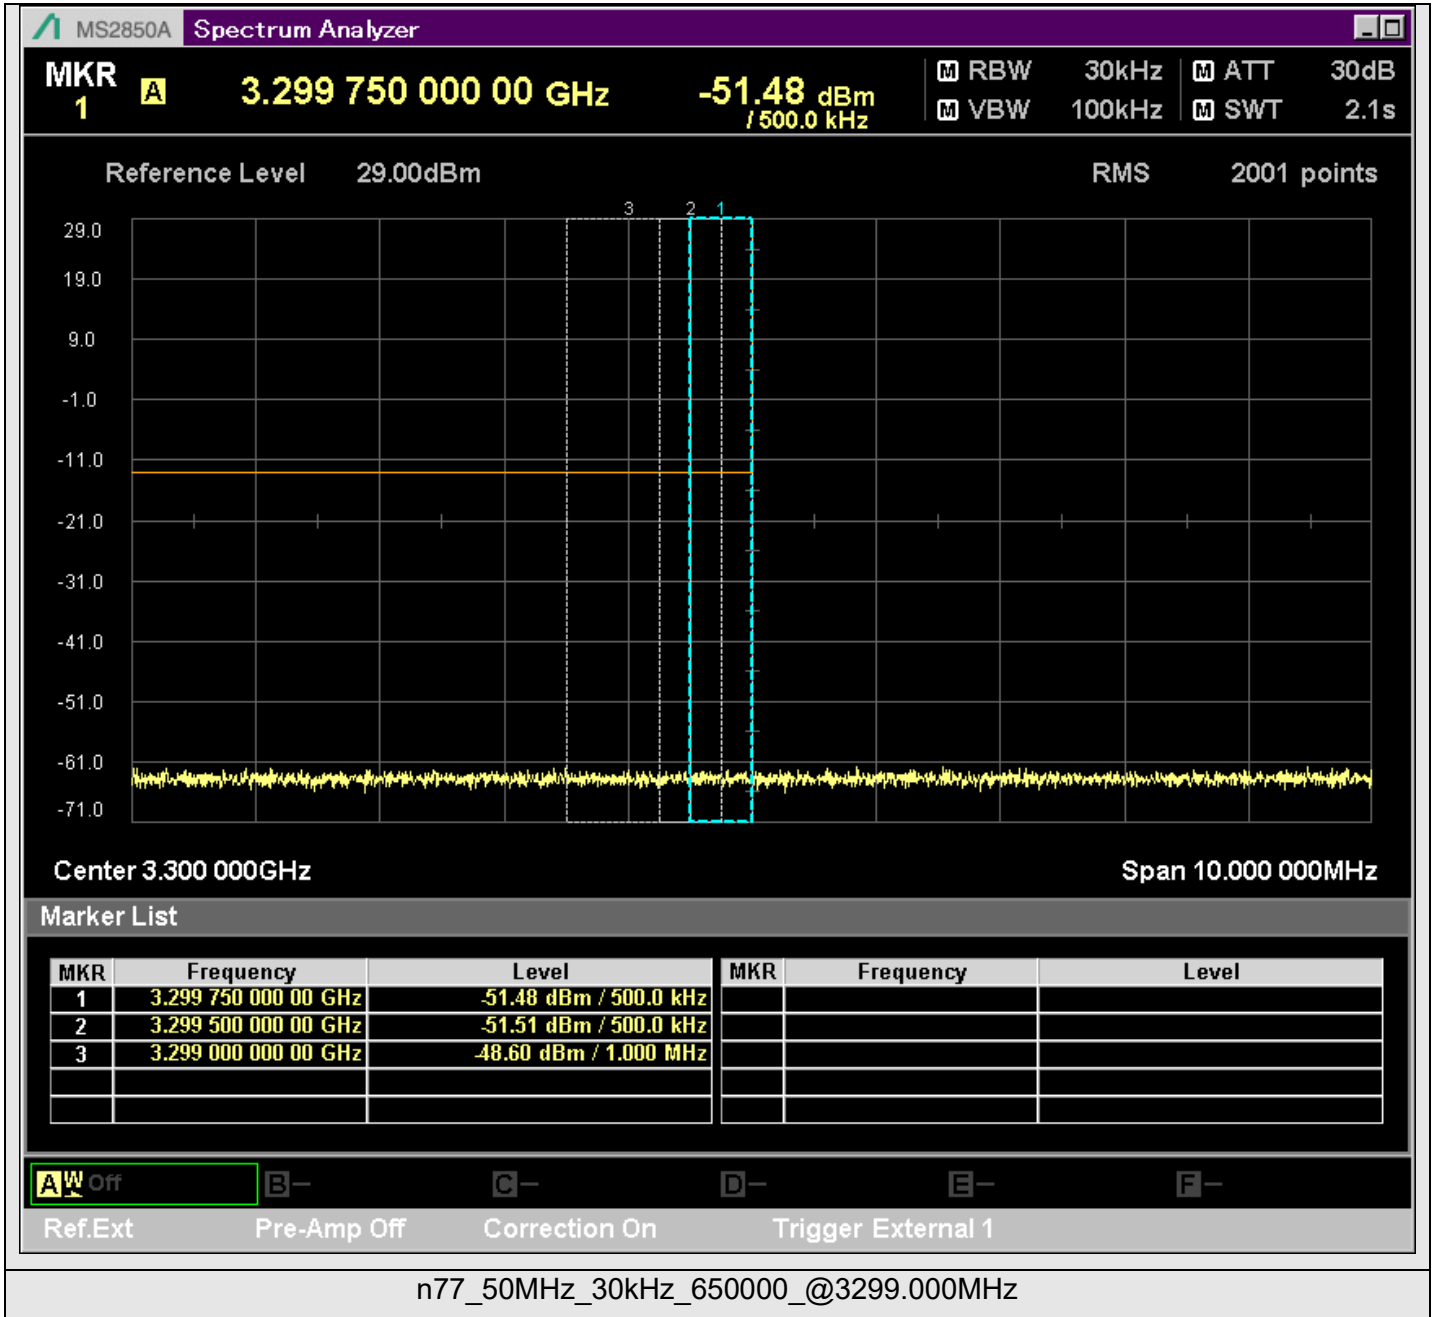 MS2850A Spectrum Analyzer
MKR 1 A 3.299 750 000 00 GHz -51.48 dBm / 500.0 kHz
M RBW 30kHz M ATT 30dB
M VBW 100kHz M SWT 2.1s
Reference Level 29.00dBm RMS 2001 points
3 2 1
29.0
19.0
9.0
-1.0
-11.0
-21.0
-31.0
-41.0
-51.0
-61.0
-71.0
Center 3.300 000GHz Span 10.000 000MHz
Marker List
MKR Frequency Level MKR Frequency Level
1 3.299 750 000 00 GHz -51.48 dBm / 500.0 kHz
2 3.299 500 000 00 GHz -51.51 dBm / 500.0 kHz
3 3.299 000 000 00 GHz -48.60 dBm / 1.000 MHz
A W Off B - C - D - E - F -
Ref.Ext Pre-Amp Off Correction On Trigger External 1
n77_50MHz_30kHz_650000_@3299.000MHz